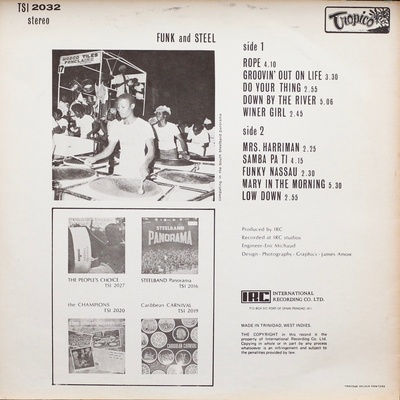 TSI 2032
stereo
Tropico
FUNK and STEEL
side 1
ROPE 4.10
GROOVIN' OUT ON LIFE 3.30
DO YOUR THING 2.55
DOWN BY THE RIVER 5.06
WINER GIRL 2.45
side 2
MRS. HARRIMAN 2.25
SAMBA PA TI 4.15
FUNKY NASSAU 2.30
MARY IN THE MORNING 5.30
LOW DOWN 2.55
STEELBAND
PANORAMA
THE PEOPLE'S CHOICE
TSI 2027
STEELBAND Panorama
TSI 2016
the CHAMPIONS
TSI 2020
Caribbean CARNIVAL
TSI 2019
CARIBBEAN CARNIVAL
Produced by IRC
Recorded at IRC studios
Engineer-Eric Michaud
Design - Photography - Graphics - James Amow
IRC INTERNATIONAL
RECORDING CO. LTD.
MADE IN TRINIDAD, WEST INDIES.
THE COPYRIGHT in this record is the
property of International Recording Co. Ltd.
Copying in whole or in part by any process
whatsoever is an infringement and subject to
the penalties provided by law.